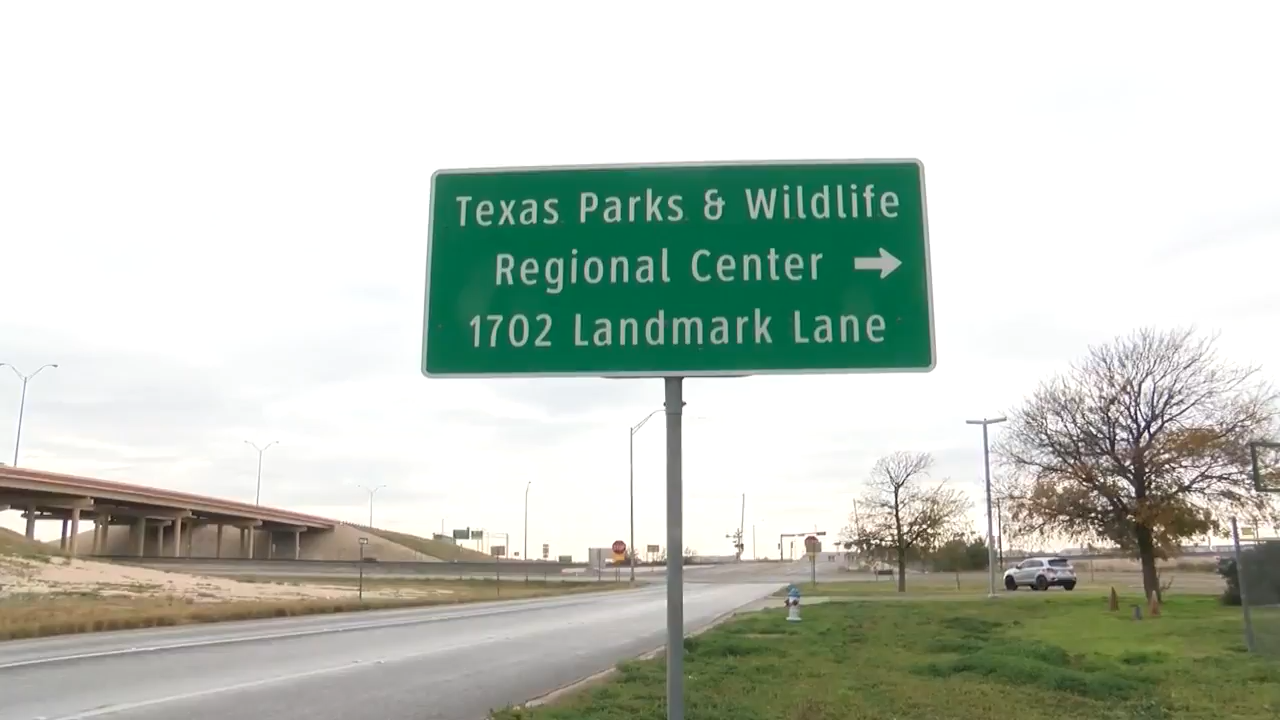 Texas Parks & Wildlife
Regional Center →
1702 Landmark Lane